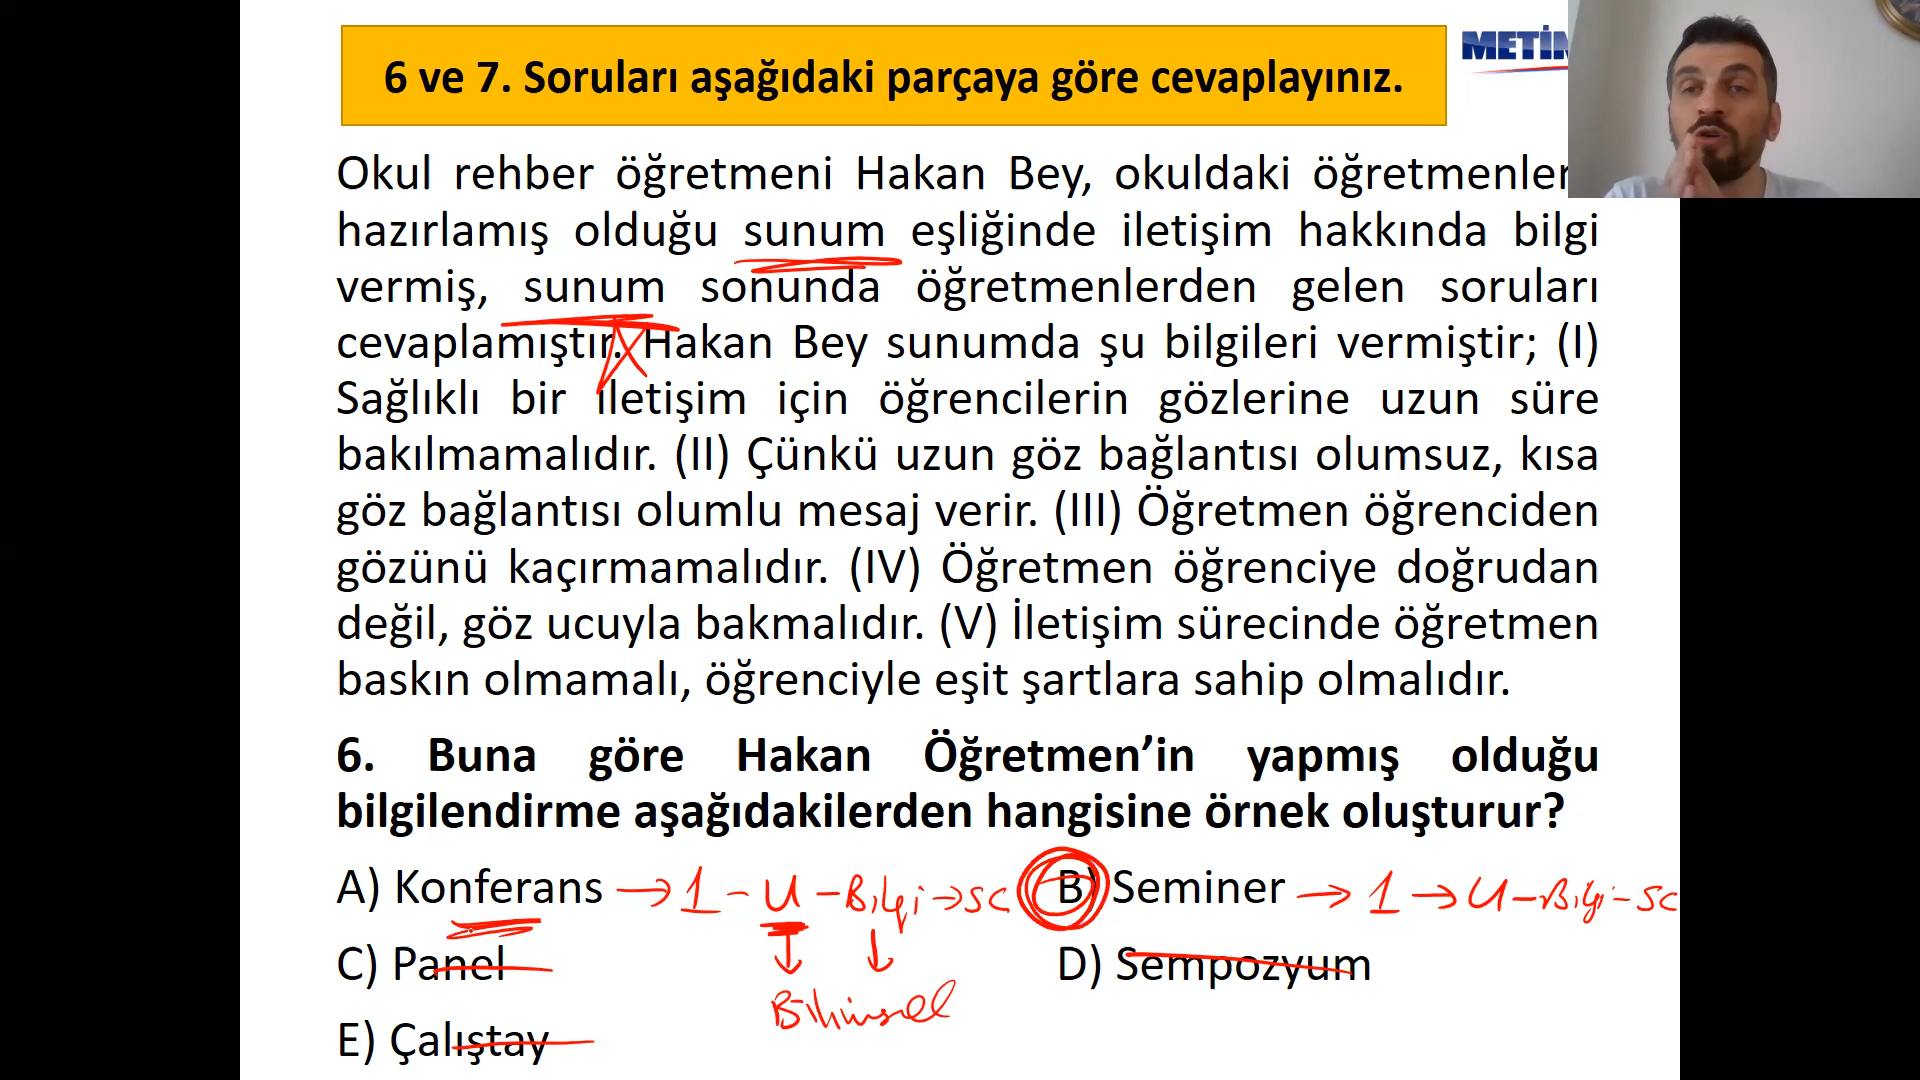 6 ve 7. Soruları aşağıdaki parçaya göre cevaplayınız.
METİN
Okul rehber öğretmeni Hakan Bey, okuldaki öğretmenler
hazırlamış olduğu sunum eşliğinde iletişim hakkında bilgi
vermiş, sunum sonunda öğretmenlerden gelen soruları
cevaplamıştır. Hakan Bey sunumda şu bilgileri vermiştir; (I)
Sağlıklı bir iletişim için öğrencilerin gözlerine uzun süre
bakılmamalıdır. (II) Çünkü uzun göz bağlantısı olumsuz, kısa
göz bağlantısı olumlu mesaj verir. (III) Öğretmen öğrenciden
gözünü kaçırmamalıdır. (IV) Öğretmen öğrenciye doğrudan
değil, göz ucuyla bakmalıdır. (V) İletişim sürecinde öğretmen
baskın olmamalı, öğrenciyle eşit şartlara sahip olmalıdır.
6. Buna göre Hakan Öğretmen’in yapmış olduğu
bilgilendirme aşağıdakilerden hangisine örnek oluşturur?
A) Konferans → 1 - U - Bilgi → SC
B) Seminer → 1 → U - Bilgi - SC
C) Panel
D) Sempozyum
Bilimsel
E) Çalıştay